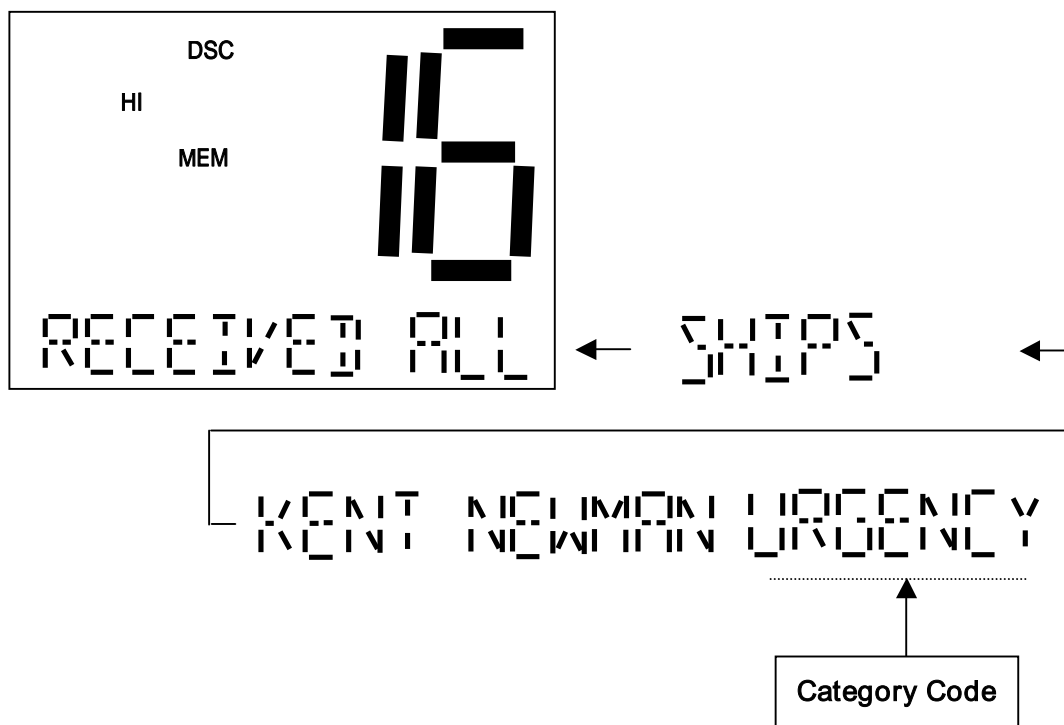 DSC
16
HI
MEM
RECEIVED ALL SHIPS
KENT NEWMAN URGENCY
Category Code